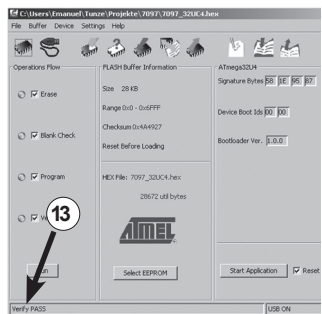 C:\Users\Emanuel\Tunze\Projekte\7097\7097_32UC4.hex
File Buffer Device Settings Help
Operations Flow
Erase
Blank Check
Program
13
FLASH Buffer Information
Size 28 KB
Range 0x0 - 0x6FFF
Checksum 0x4A4927
Reset Before Loading
HEX File: 7097_32UC4.hex
28672 util bytes
ATMEL
Select EEPROM
ATmega32U4
Signature Bytes 58 1E 95 87
Device Boot Ids 00 00
Bootloader Ver. 1.0.0
Start Application Reset
Verify PASS
USB ON